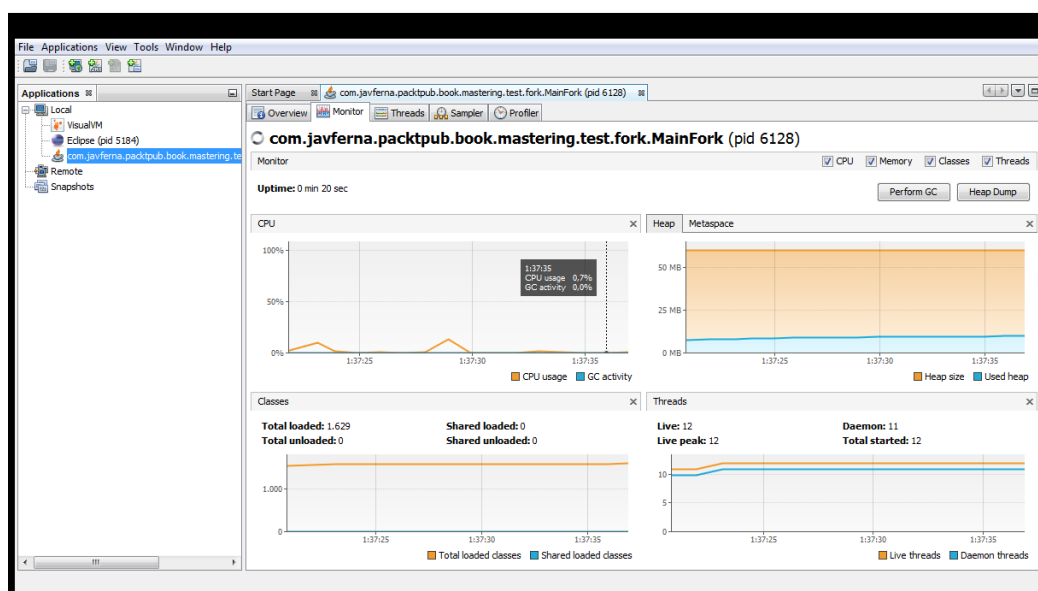 File Applications View Tools Window Help
Applications
Local
VisualVM
Eclipse (pid 5184)
com.javferna.packtpub.book.mastering.te
Remote
Snapshots
Start Page com.javferna.packtpub.book.mastering.test.fork.MainFork (pid 6128)
Overview Monitor Threads Sampler Profiler
com.javferna.packtpub.book.mastering.test.fork.MainFork (pid 6128)
Monitor CPU Memory Classes Threads
Uptime: 0 min 20 sec Perform GC Heap Dump
CPU
100%
50%
0%
1:37:35
CPU usage 0,7%
GC activity 0,0%
1:37:25 1:37:30 1:37:35
CPU usage GC activity
Heap Metaspace
50 MB
25 MB
0 MB
1:37:25 1:37:30 1:37:35
Heap size Used heap
Classes
Total loaded: 1.629 Shared loaded: 0
Total unloaded: 0 Shared unloaded: 0
1.000
0
1:37:25 1:37:30 1:37:35
Total loaded classes Shared loaded classes
Threads
Live: 12 Daemon: 11
Live peak: 12 Total started: 12
10
5
0
1:37:25 1:37:30 1:37:35
Live threads Daemon threads